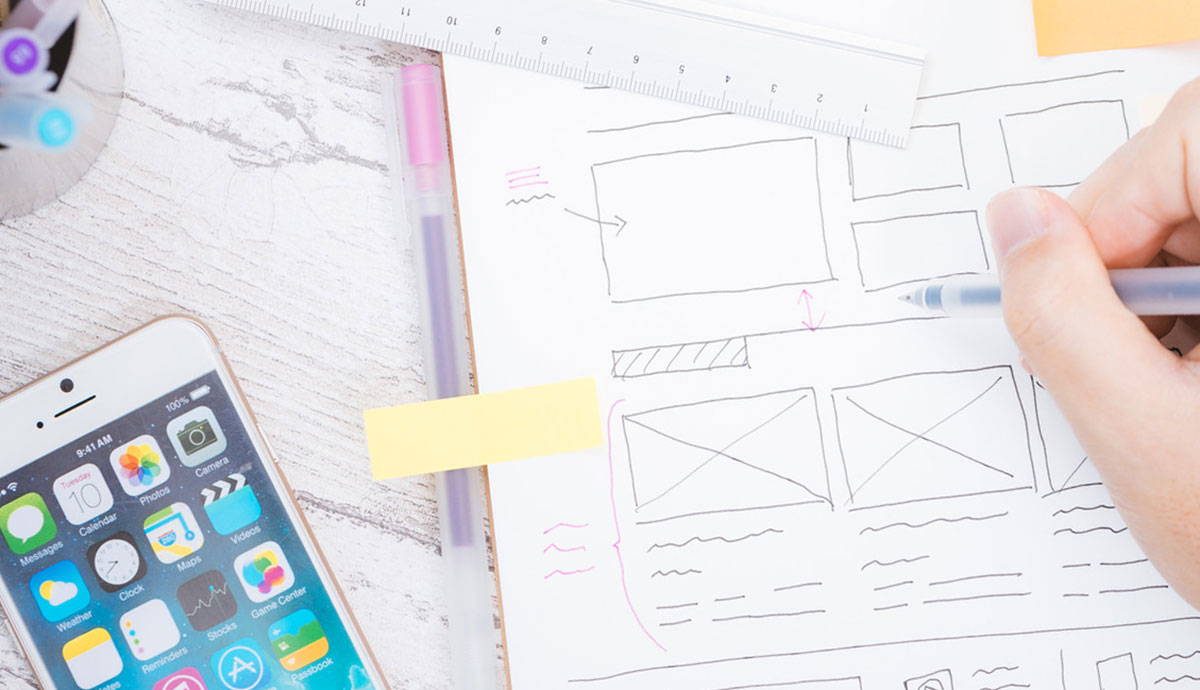 12 11 10 9 8 7 6 5 4 3 2 1
9:41 AM
100%
Messages
Tuesday
10
Calendar
Photos
Camera
Weather
Clock
Maps
Videos
Reminders
Stocks
Game Center
Passbook